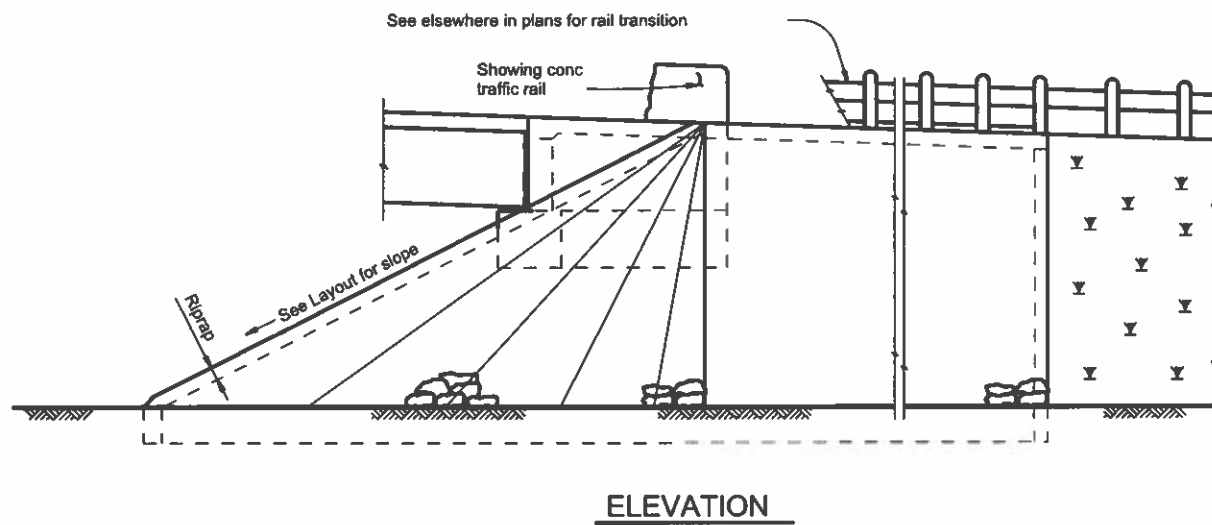 See elsewhere in plans for rail transition
Showing conc
traffic rail
See Layout for slope
Riprap
ELEVATION